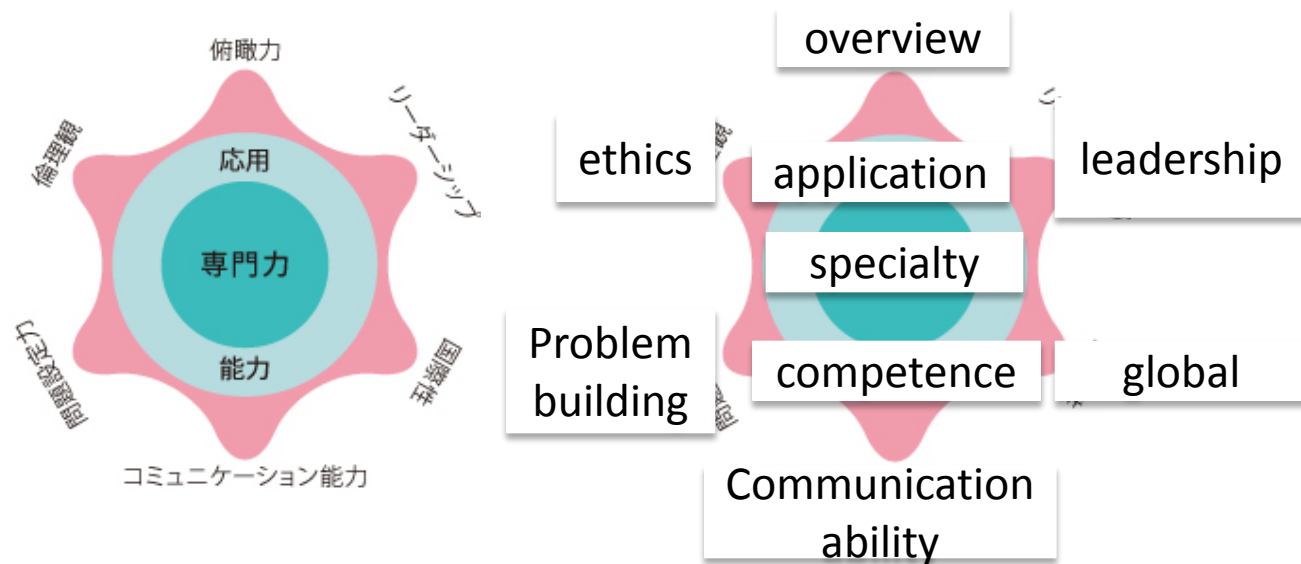 俯瞰力
リーダーシップ
倫理観
応用
専門力
能力
問題設定力
国際性
コミュニケーション能力
overview
ethics
application
leadership
specialty
Problem
building
competence
global
Communication
ability